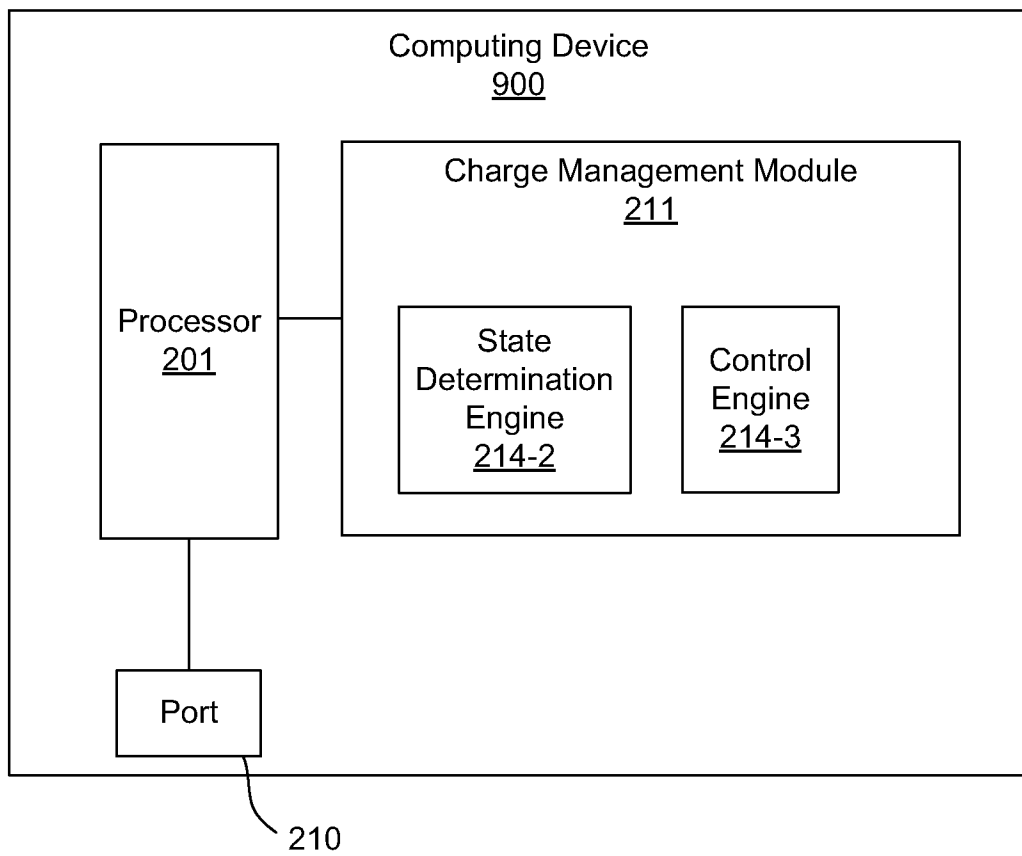 Computing Device
900
Charge Management Module
211
Processor
201
State
Determination
Engine
214-2
Control
Engine
214-3
Port
210